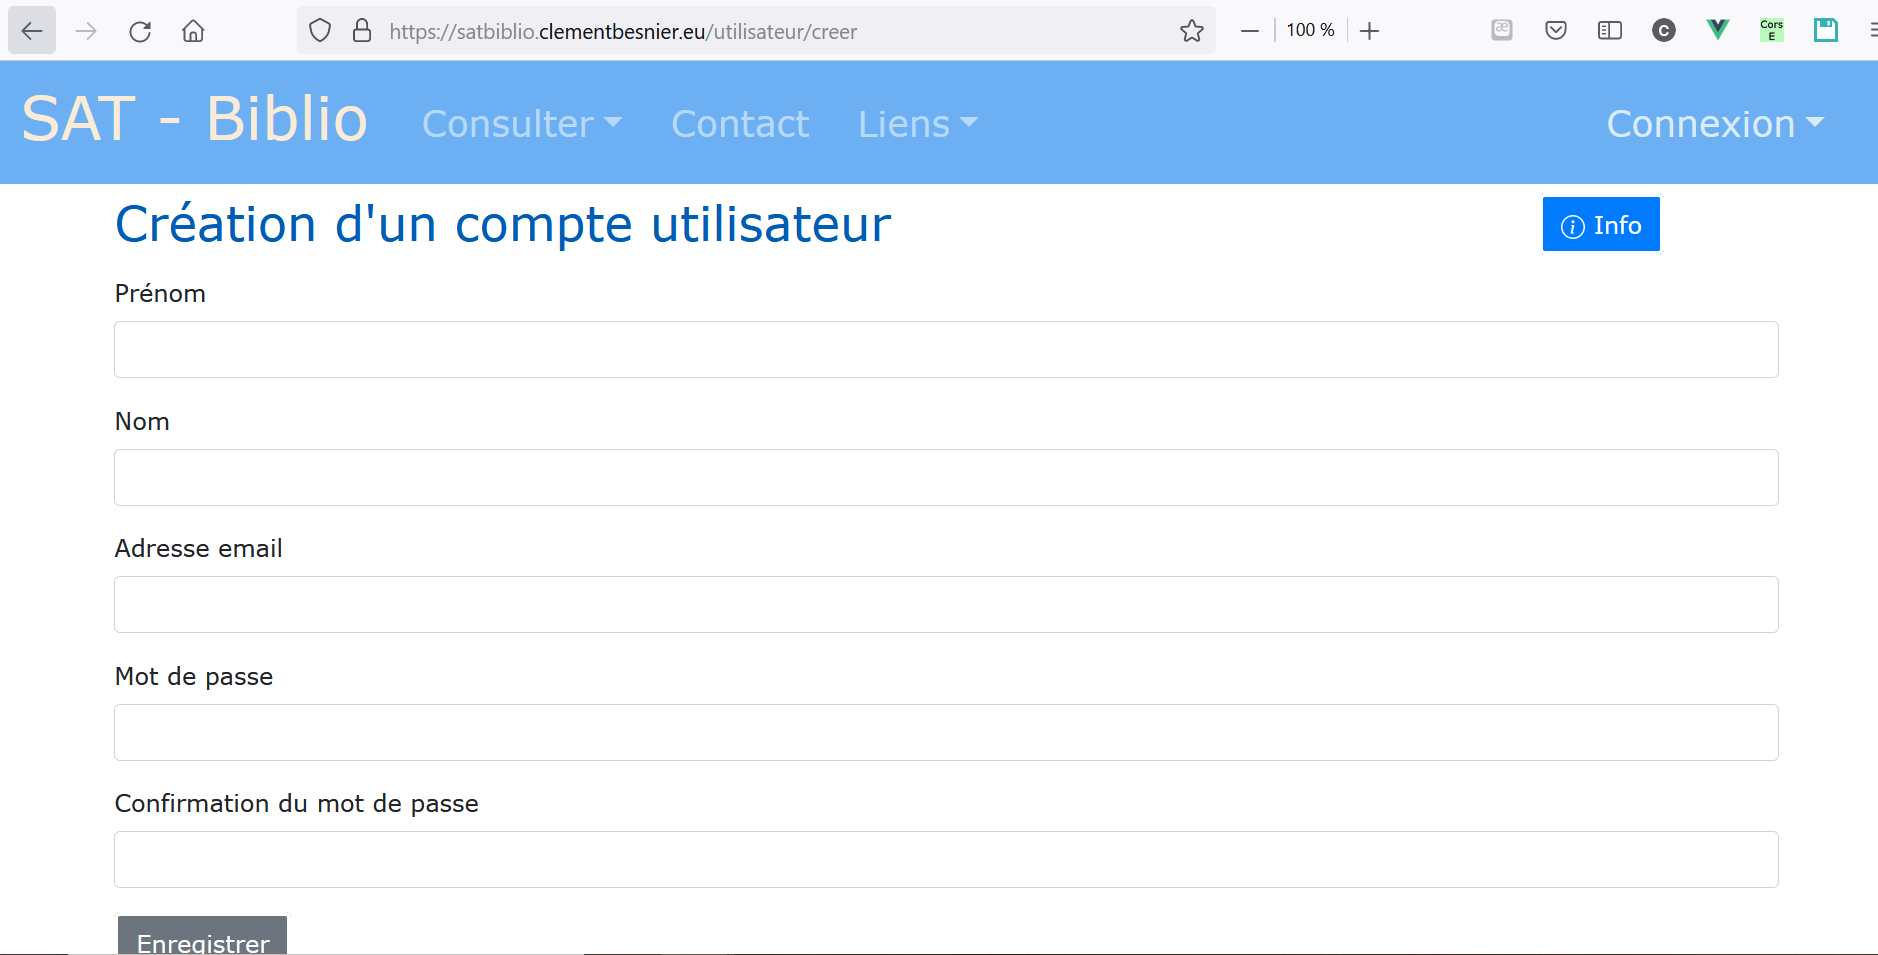 https://satbiblio.clementbesnier.eu/utilisateur/creer
100 %
æ
C
Cors
E
SAT - Biblio
Consulter
Contact
Liens
Connexion
Création d'un compte utilisateur
Info
Prénom
Nom
Adresse email
Mot de passe
Confirmation du mot de passe
Enregistrer